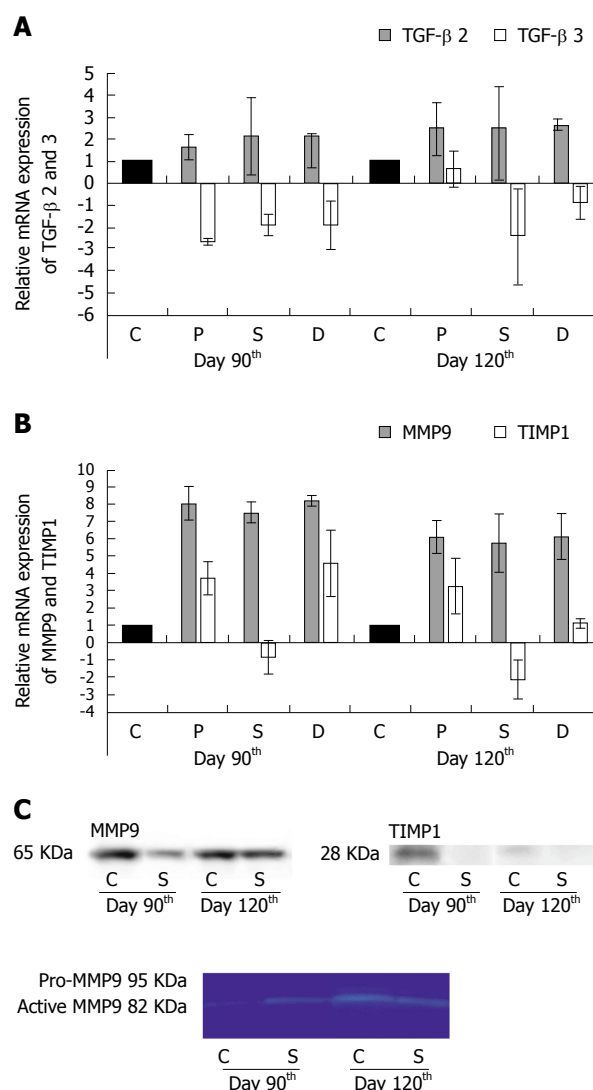 A
TGF-β 2 TGF-β 3
Relative mRNA expression
of TGF-β 2 and 3
5
4
3
2
1
0
-1
-2
-3
-4
-5
-6
C P S D C P S D
Day 90th Day 120th
B
MMP9 TIMP1
Relative mRNA expression
of MMP9 and TIMP1
10
9
8
7
6
5
4
3
2
1
0
-1
-2
-3
-4
C P S D C P S D
Day 90th Day 120th
C
MMP9 TIMP1
65 KDa 28 KDa
C S C S C S C S
Day 90th Day 120th Day 90th Day 120th
Pro-MMP9 95 KDa
Active MMP9 82 KDa
C S C S
Day 90th Day 120th